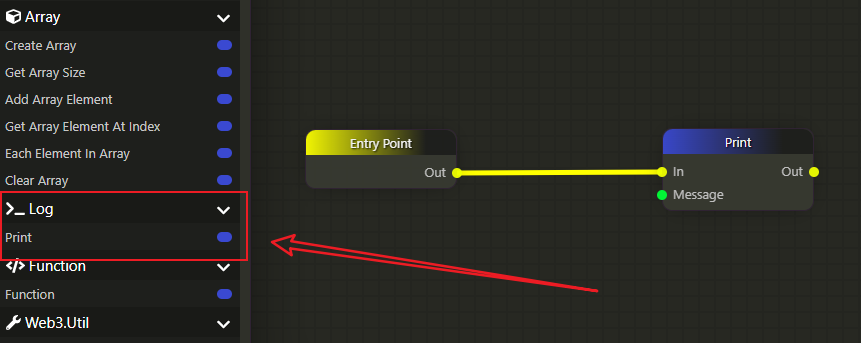 Array
Create Array
Get Array Size
Add Array Element
Get Array Element At Index
Each Element In Array
Clear Array
Log
Print
Function
Function
Web3.Util
Entry Point
Out
Print
In Out
Message